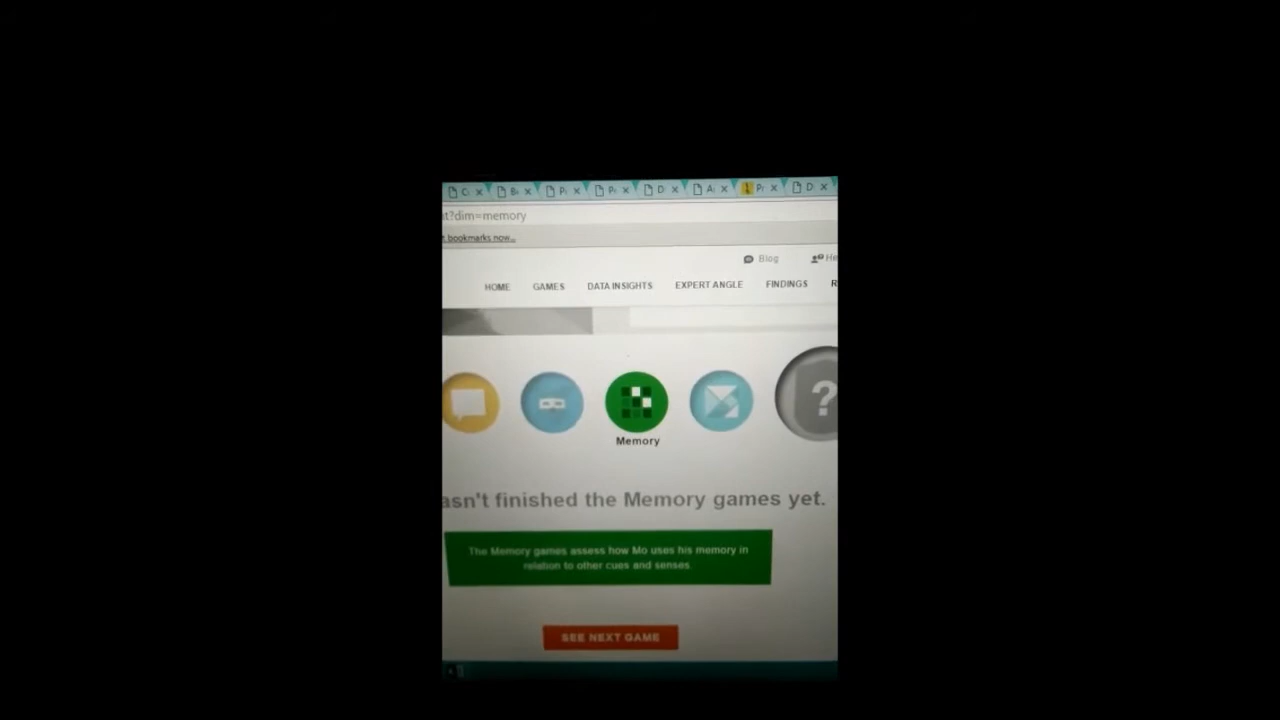 t?dim=memory
t bookmarks now...
Blog
He
HOME GAMES DATA INSIGHTS EXPERT ANGLE FINDINGS R
?
Memory
asn't finished the Memory games yet.
The Memory games assess how Mo uses his memory in
relation to other cues and senses
SEE NEXT GAME